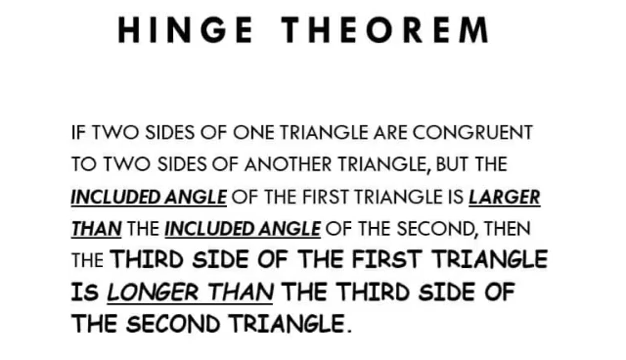 HINGE THEOREM
IF TWO SIDES OF ONE TRIANGLE ARE CONGRUENT
TO TWO SIDES OF ANOTHER TRIANGLE, BUT THE
INCLUDED ANGLE OF THE FIRST TRIANGLE IS LARGER
THAN THE INCLUDED ANGLE OF THE SECOND, THEN
THE THIRD SIDE OF THE FIRST TRIANGLE
IS LONGER THAN THE THIRD SIDE OF
THE SECOND TRIANGLE.